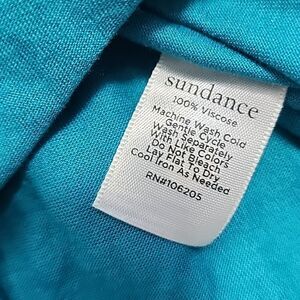 sundance
100% Viscose
Machine Wash Cold
Gentle Cycle
Wash Separately
With Like Colors
Do Not Bleach
Lay Flat To Dry
Cool Iron As Needed
RN#106205